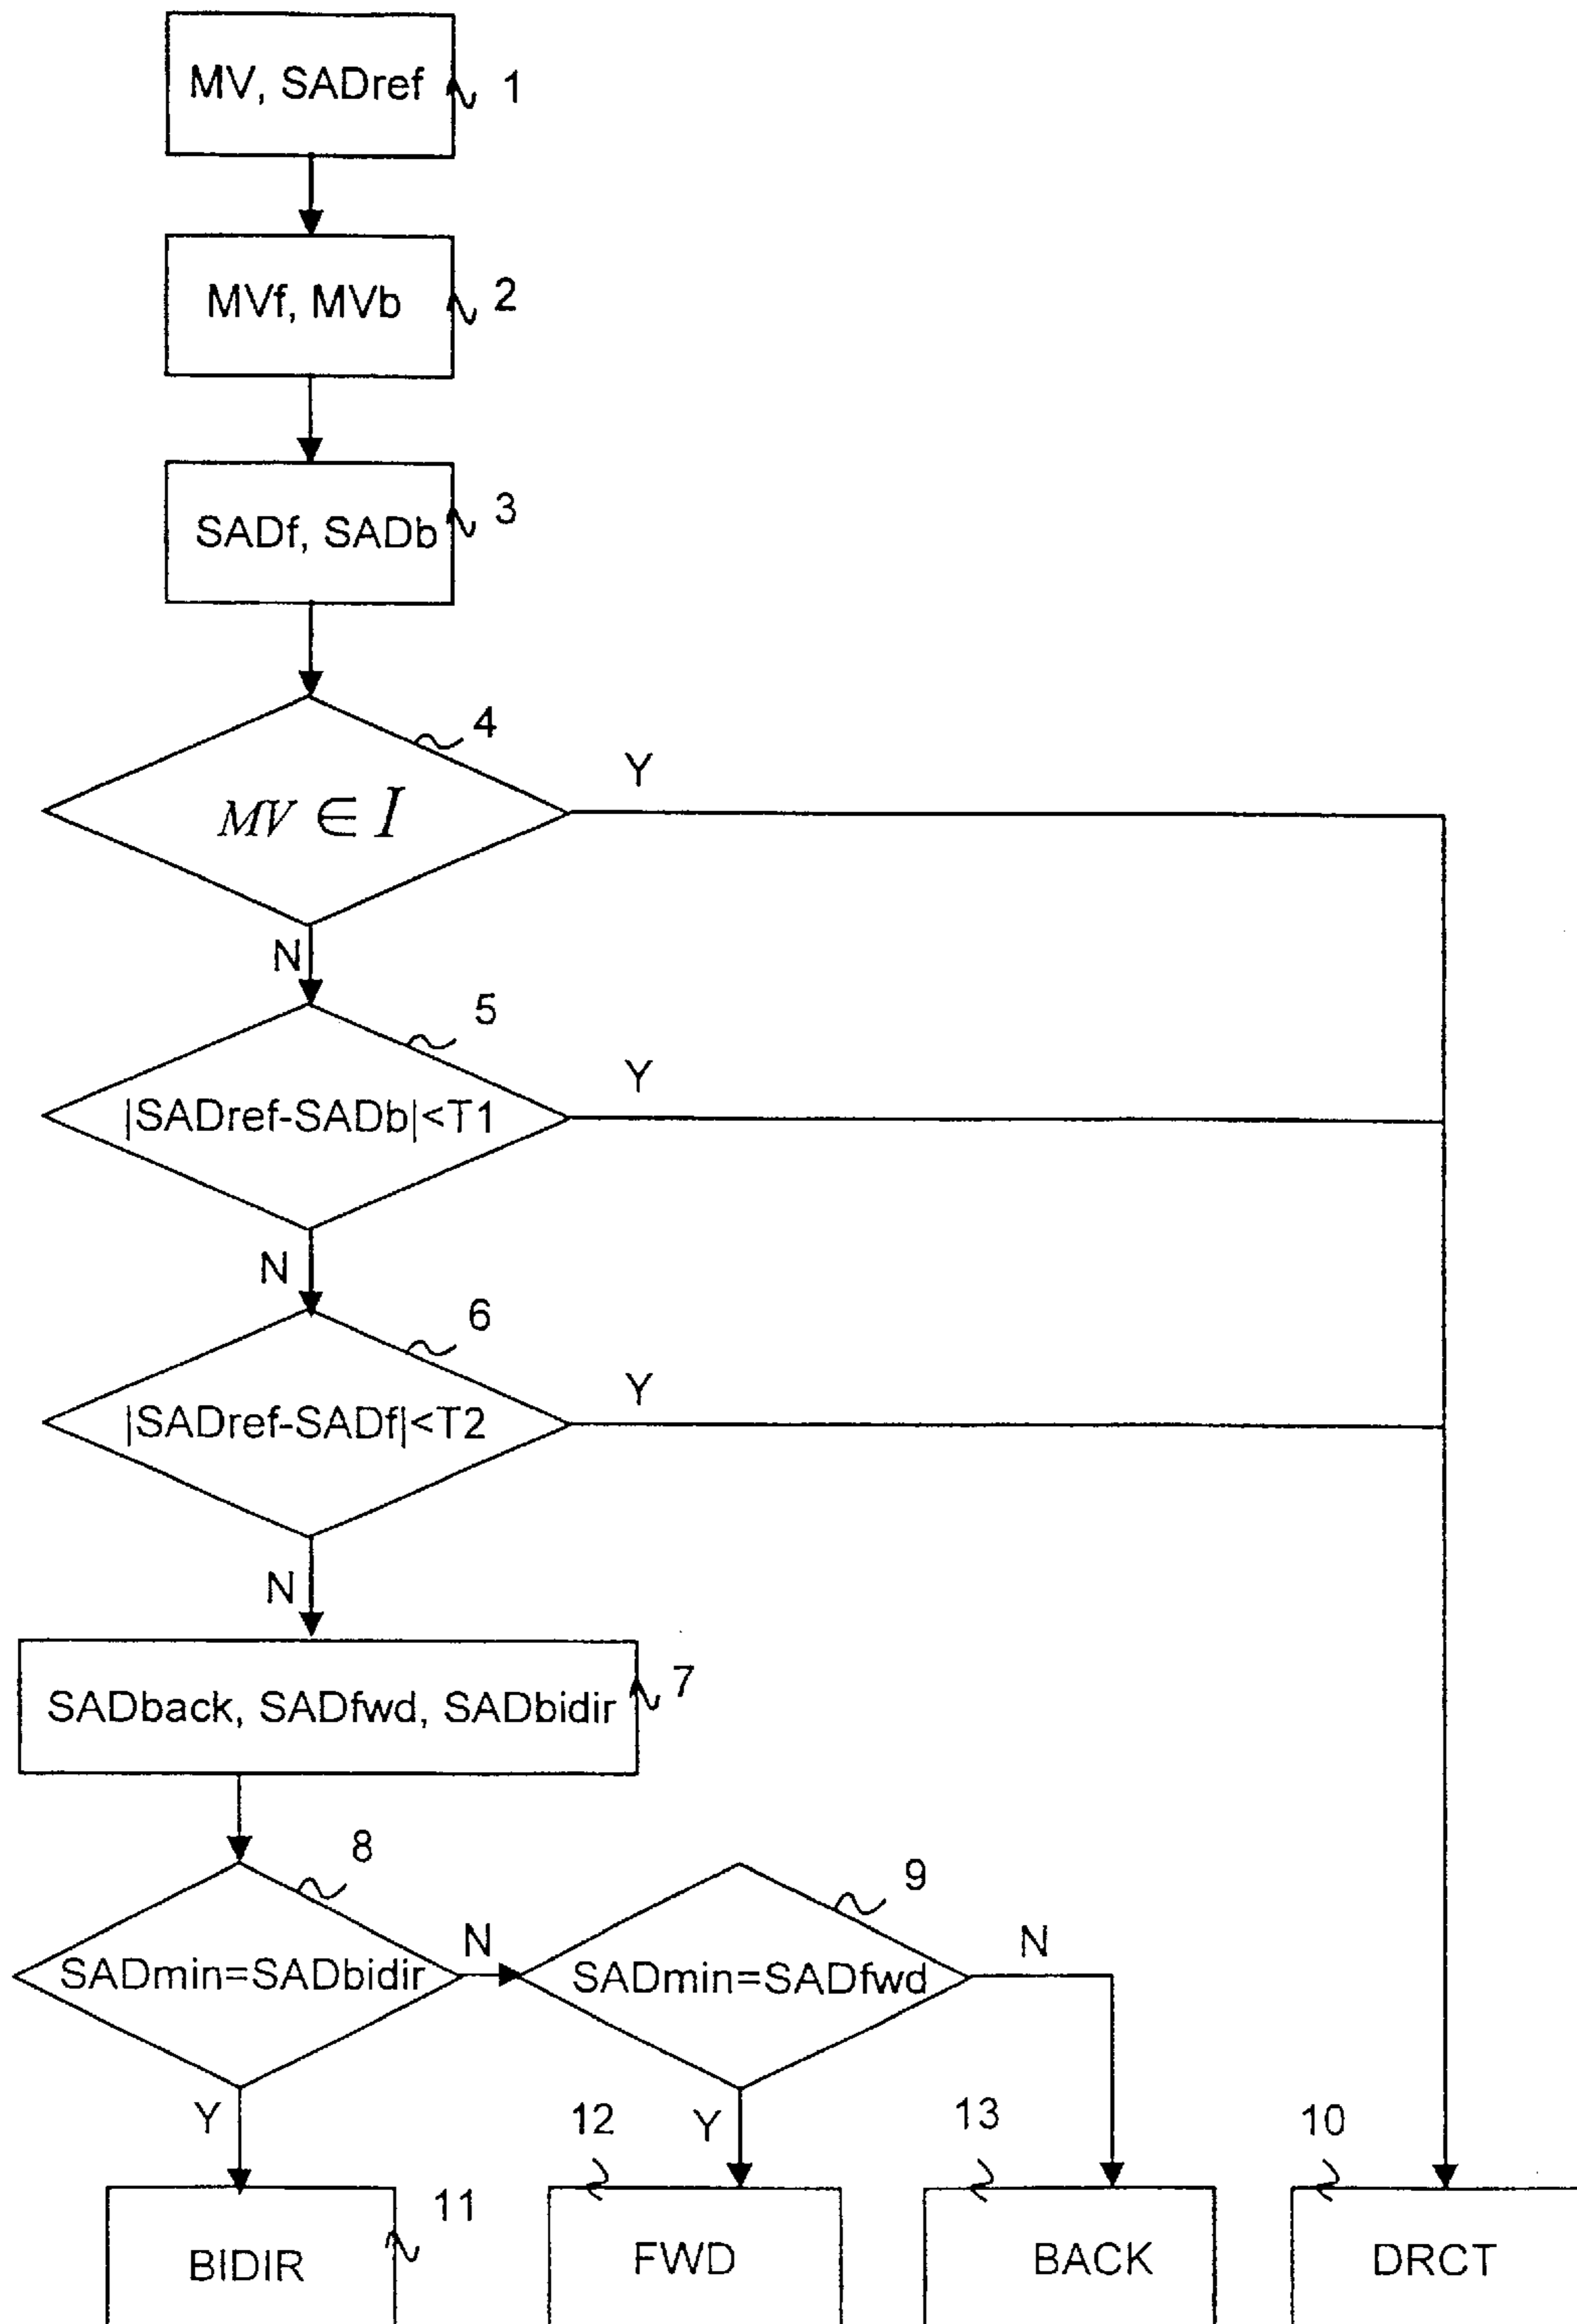 MV, SADref
1
MVf, MVb
2
SADf, SADb
3
4
MV ∈ I
Y
N
5
|SADref-SADb|<T1
Y
N
6
|SADref-SADf|<T2
Y
N
SADback, SADfwd, SADbidir
7
8
SADmin=SADbidir
N
9
SADmin=SADfwd
N
Y
12
Y
13
10
BIDIR
11
FWD
BACK
DRCT